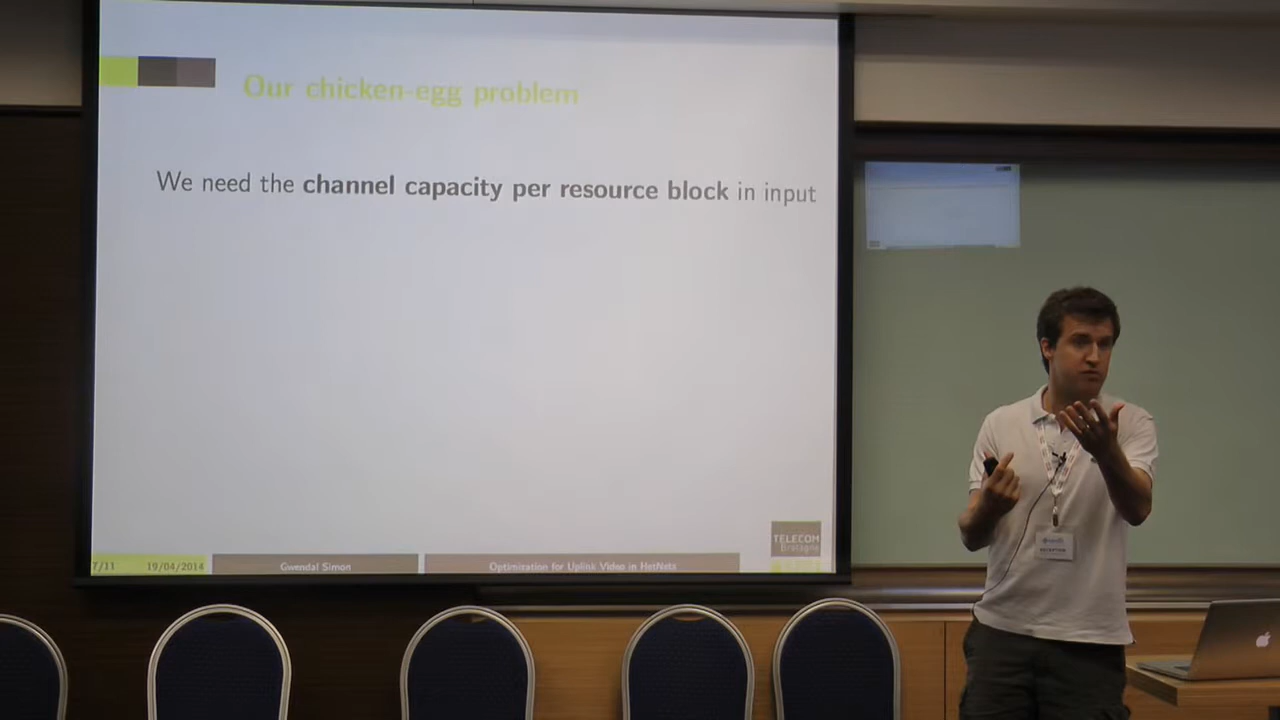 Our chicken-egg problem
We need the channel capacity per resource block in input
TELECOM
Bretagne
7/11
19/04/2014
Gwendal Simon
Optimization for Uplink Video in HetNets